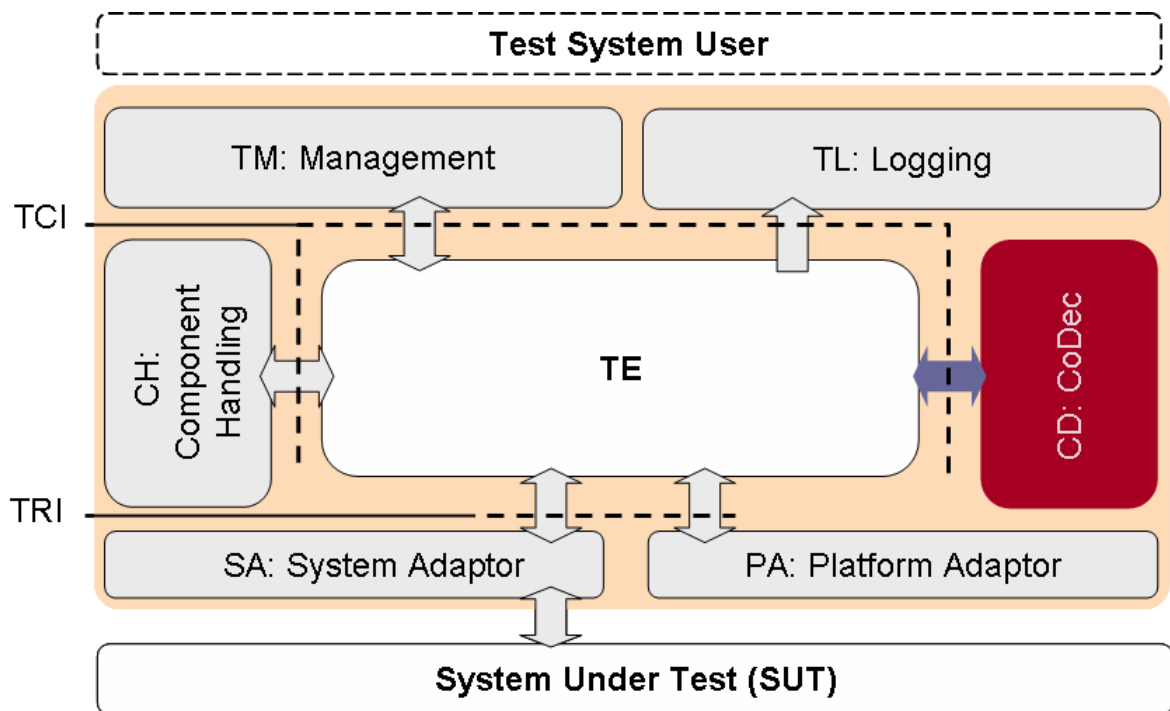 Test System User
TM: Management
TL: Logging
TCI
CH:
Component
Handling
TE
CD: CoDec
TRI
SA: System Adaptor
PA: Platform Adaptor
System Under Test (SUT)